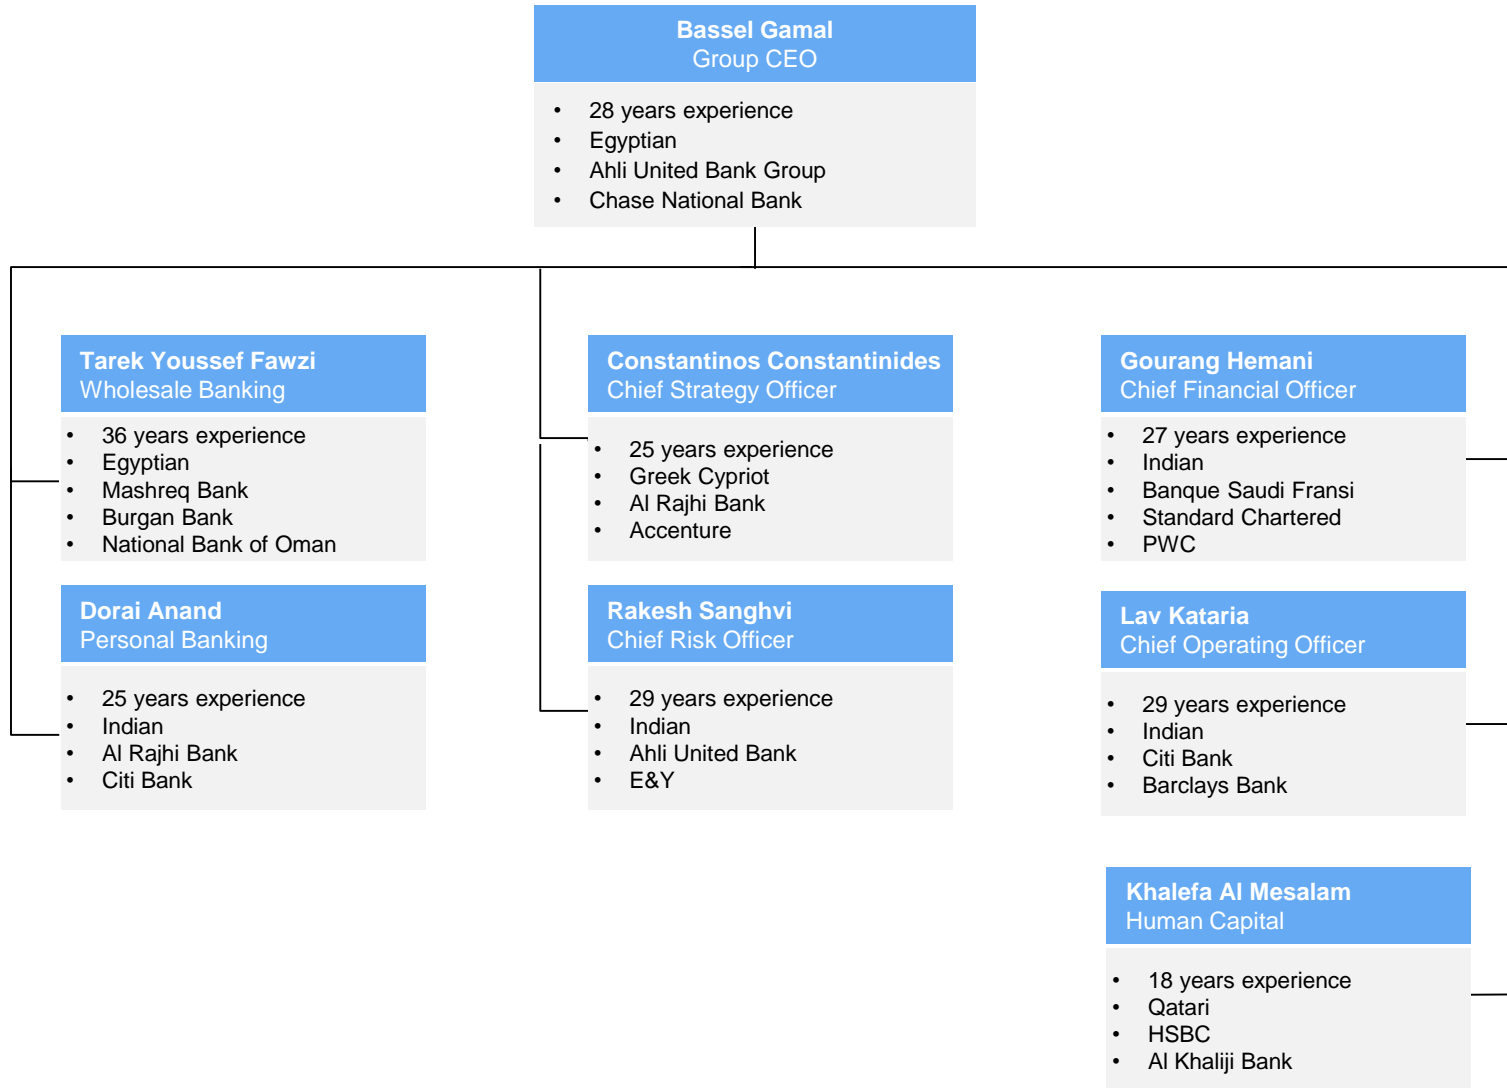 Bassel Gamal
Group CEO
• 28 years experience
• Egyptian
• Ahli United Bank Group
• Chase National Bank
Tarek Youssef Fawzi
Wholesale Banking
• 36 years experience
• Egyptian
• Mashreq Bank
• Burgan Bank
• National Bank of Oman
Dorai Anand
Personal Banking
• 25 years experience
• Indian
• Al Rajhi Bank
• Citi Bank
Constantinos Constantinides
Chief Strategy Officer
• 25 years experience
• Greek Cypriot
• Al Rajhi Bank
• Accenture
Rakesh Sanghvi
Chief Risk Officer
• 29 years experience
• Indian
• Ahli United Bank
• E&Y
Gourang Hemani
Chief Financial Officer
• 27 years experience
• Indian
• Banque Saudi Fransi
• Standard Chartered
• PWC
Lav Kataria
Chief Operating Officer
• 29 years experience
• Indian
• Citi Bank
• Barclays Bank
Khalefa Al Mesalam
Human Capital
• 18 years experience
• Qatari
• HSBC
• Al Khaliji Bank